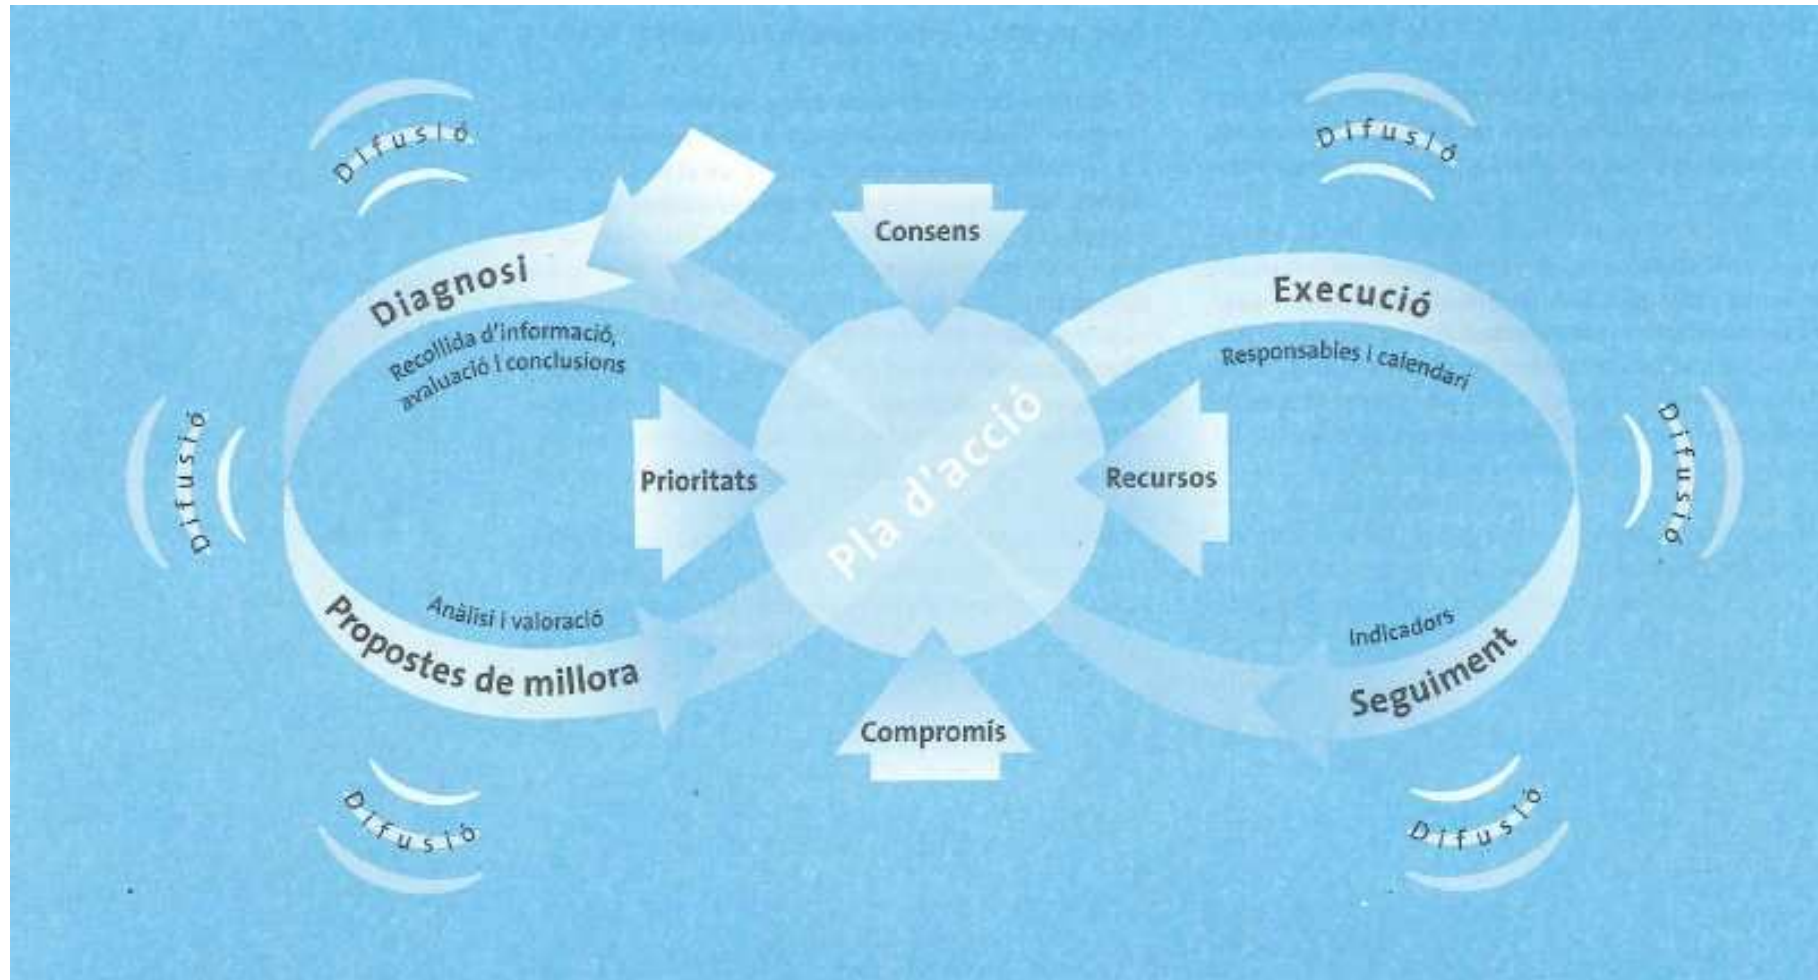 Difusió
Difusió
Consens
Diagnosi
Execució
Recollida d'informació,
avaluació i conclusions
Responsables i calendari
Difusió
Prioritats
Pla d'acció
Recursos
Difusió
Anàlisi i valoració
Propostes de millora
Indicadors
Seguiment
Compromís
Difusió
Difusió